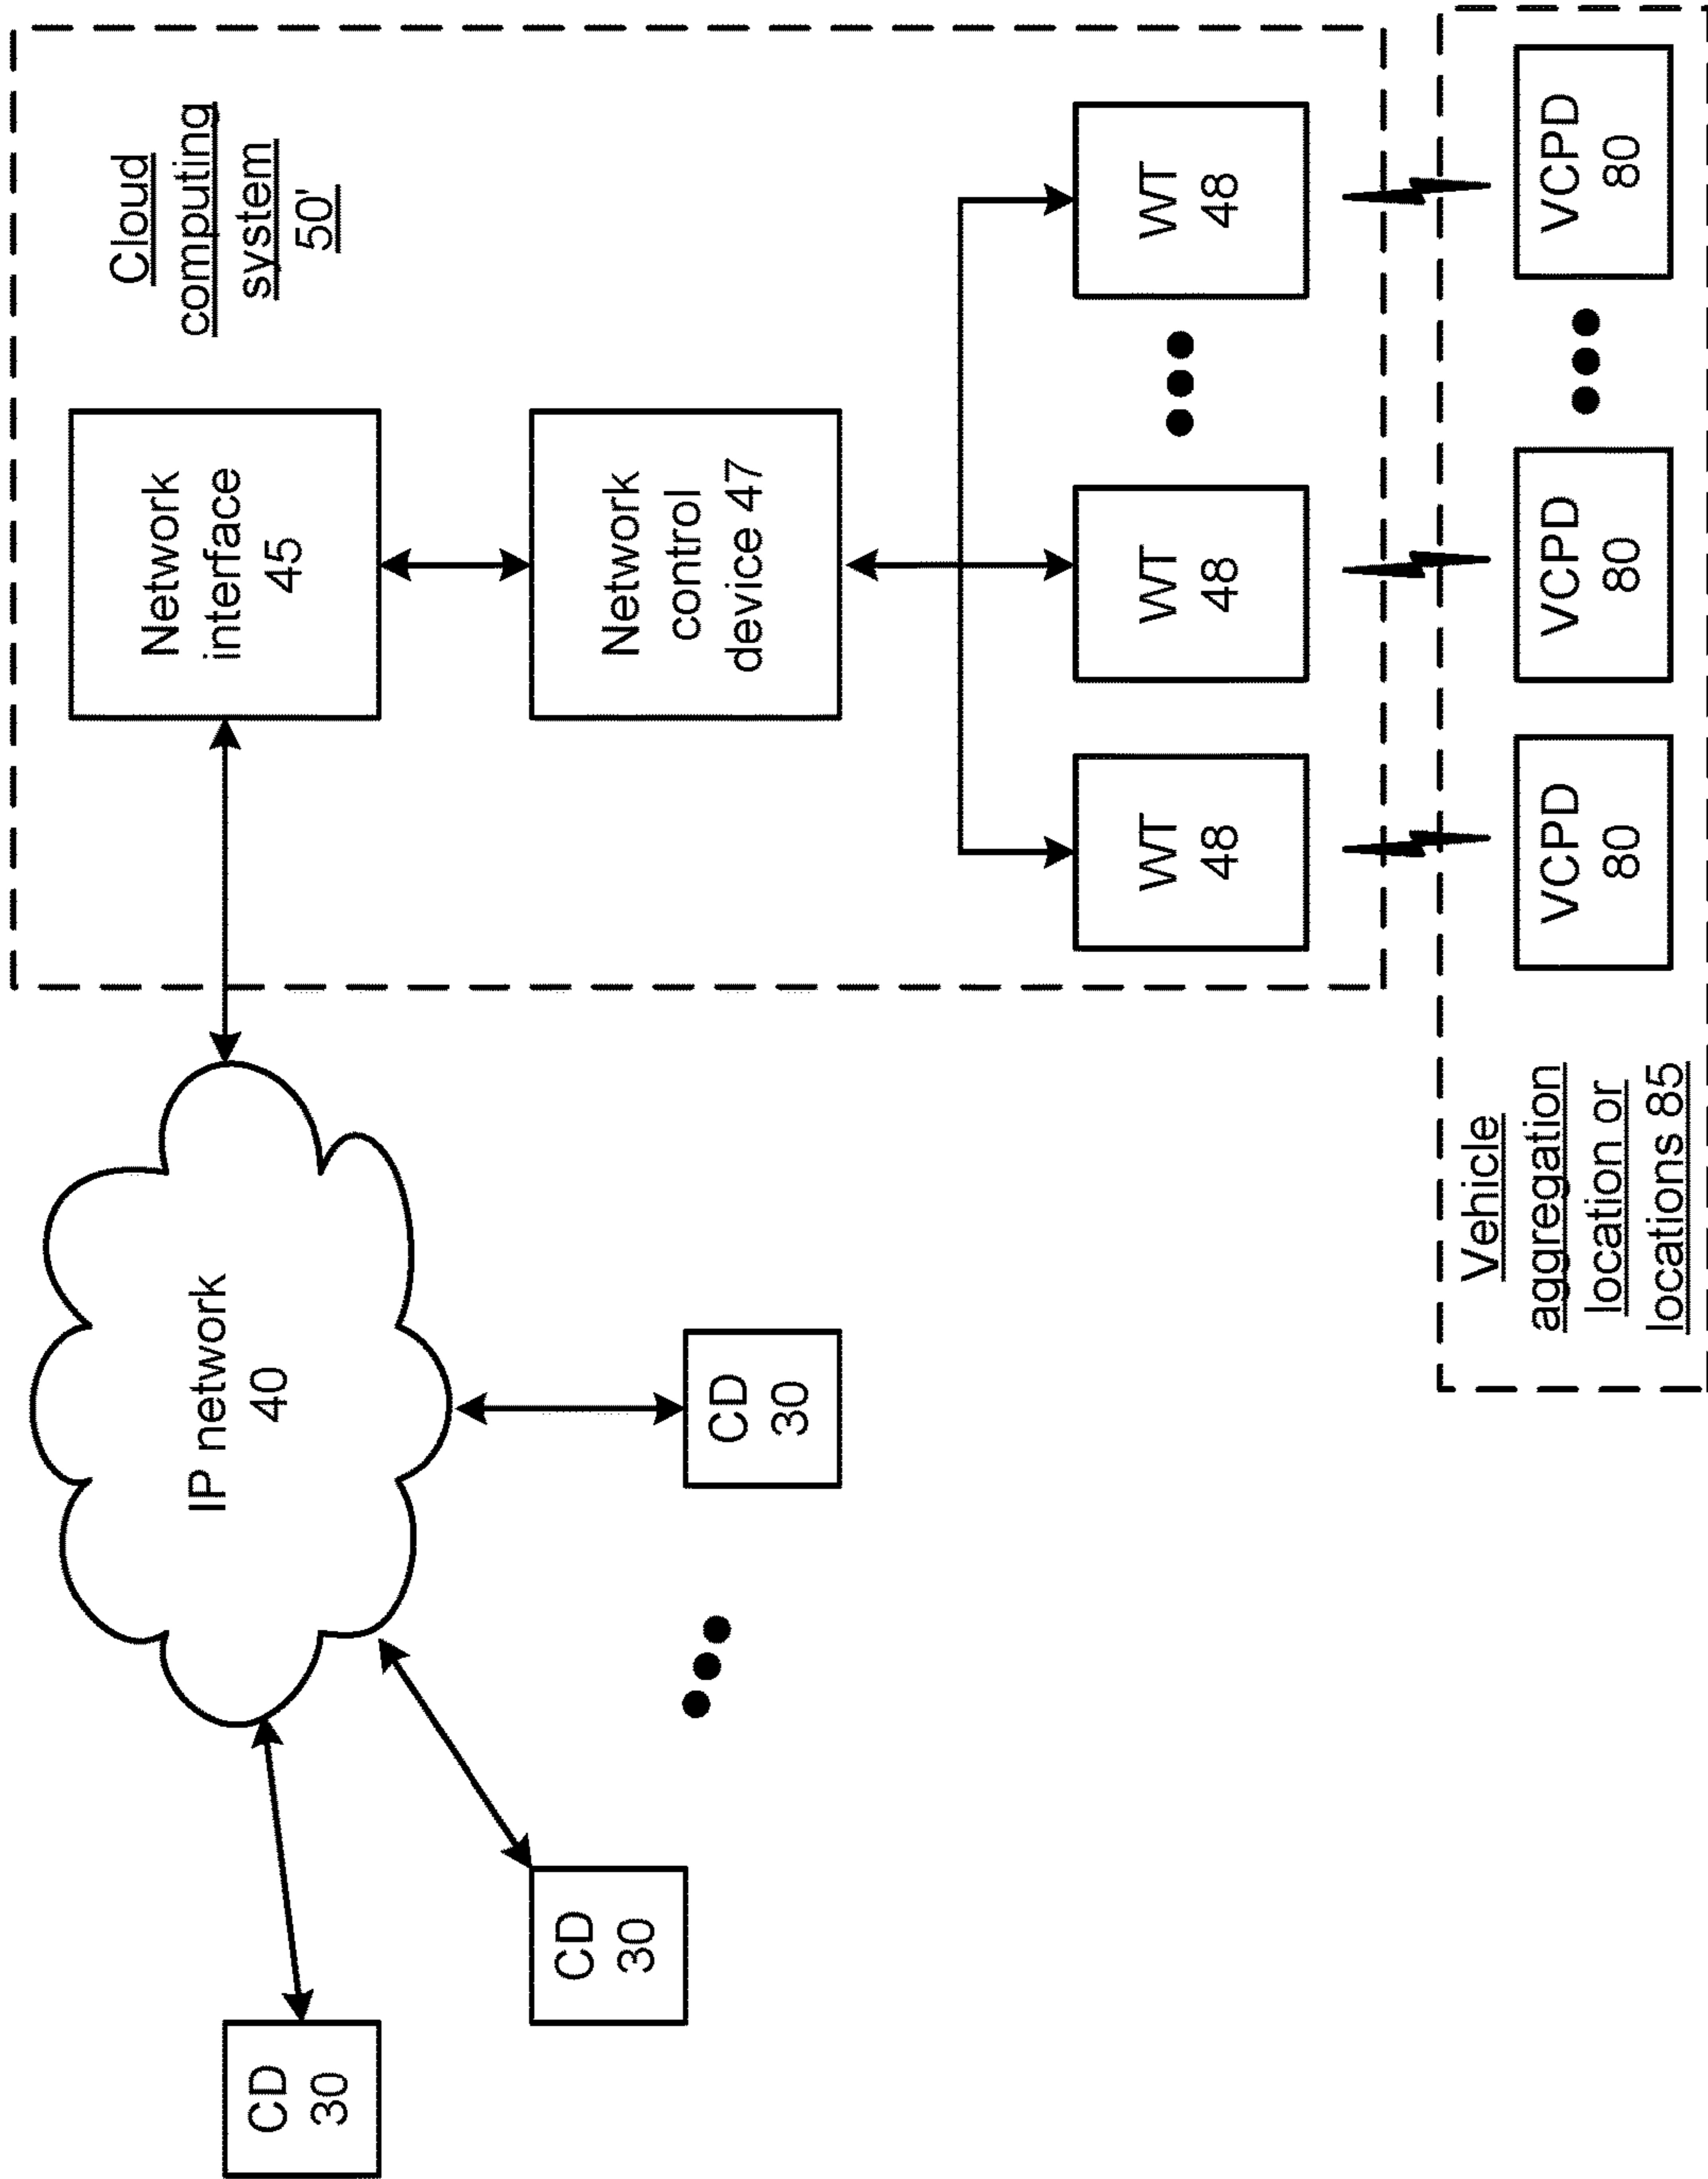 CD
30
CD
30
CD
30
IP network
40
Network
interface
45
Cloud
computing
system
50'
Network
control
device 47
WT
48
WT
48
WT
48
Vehicle
aggregation
location or
locations 85
VCPD
80
VCPD
80
VCPD
80